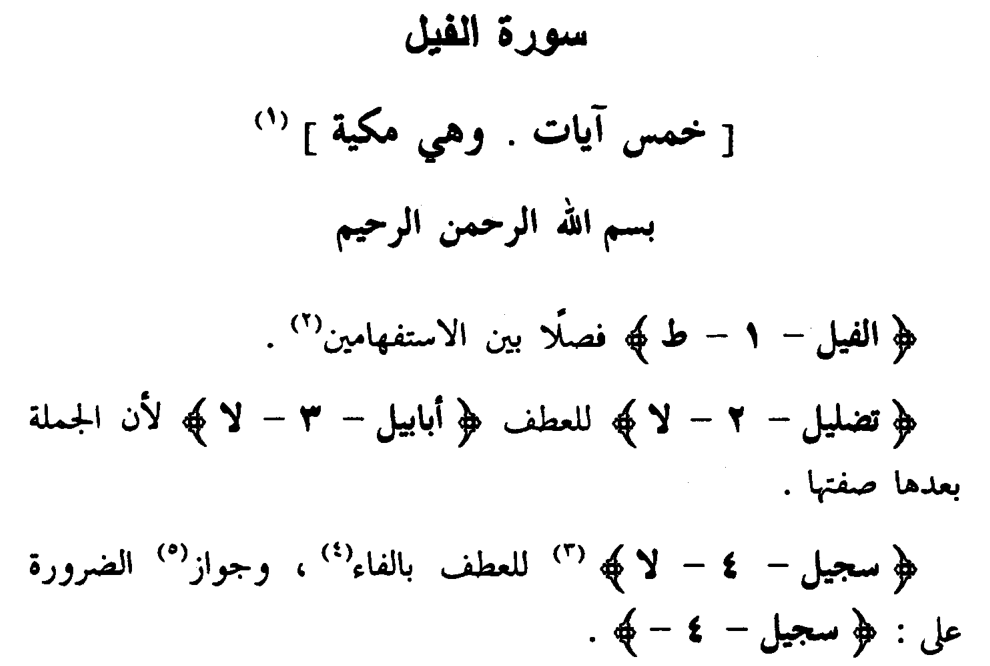 سورة الفيل
[ خمس آيات . وهي مكية ] (١)
بسم الله الرحمن الرحيم
﴿ الفيل – ١ – ط ﴾ فصلًا بين الاستفهامين(٢) .
﴿ تضليل – ٢ – لا ﴾ للعطف ﴿ أبابيل – ٣ – لا ﴾ لأن الجملة
بعدها صفتها .
﴿ سجيل – ٤ – لا ﴾ (٣) للعطف بالفاء(٤) ، وجواز(٥) الضرورة
على : ﴿ سجيل – ٤ – ﴾ .